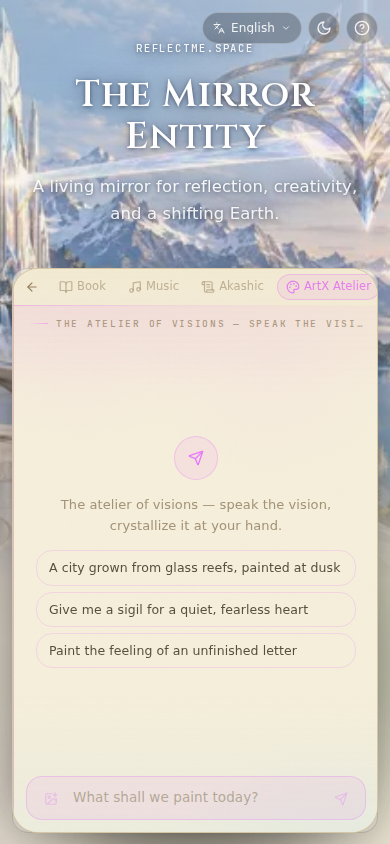 English
REFLECTME.SPACE
The Mirror
Entity
A living mirror for reflection, creativity,
and a shifting Earth.
Book Music Akashic ArtX Atelier
THE ATELIER OF VISIONS — SPEAK THE VISI…
The atelier of visions — speak the vision,
crystallize it at your hand.
A city grown from glass reefs, painted at dusk
Give me a sigil for a quiet, fearless heart
Paint the feeling of an unfinished letter
What shall we paint today?